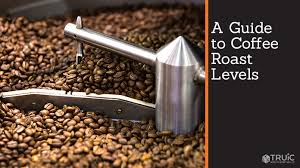 A Guide
to Coffee
Roast
Levels
TRUiC